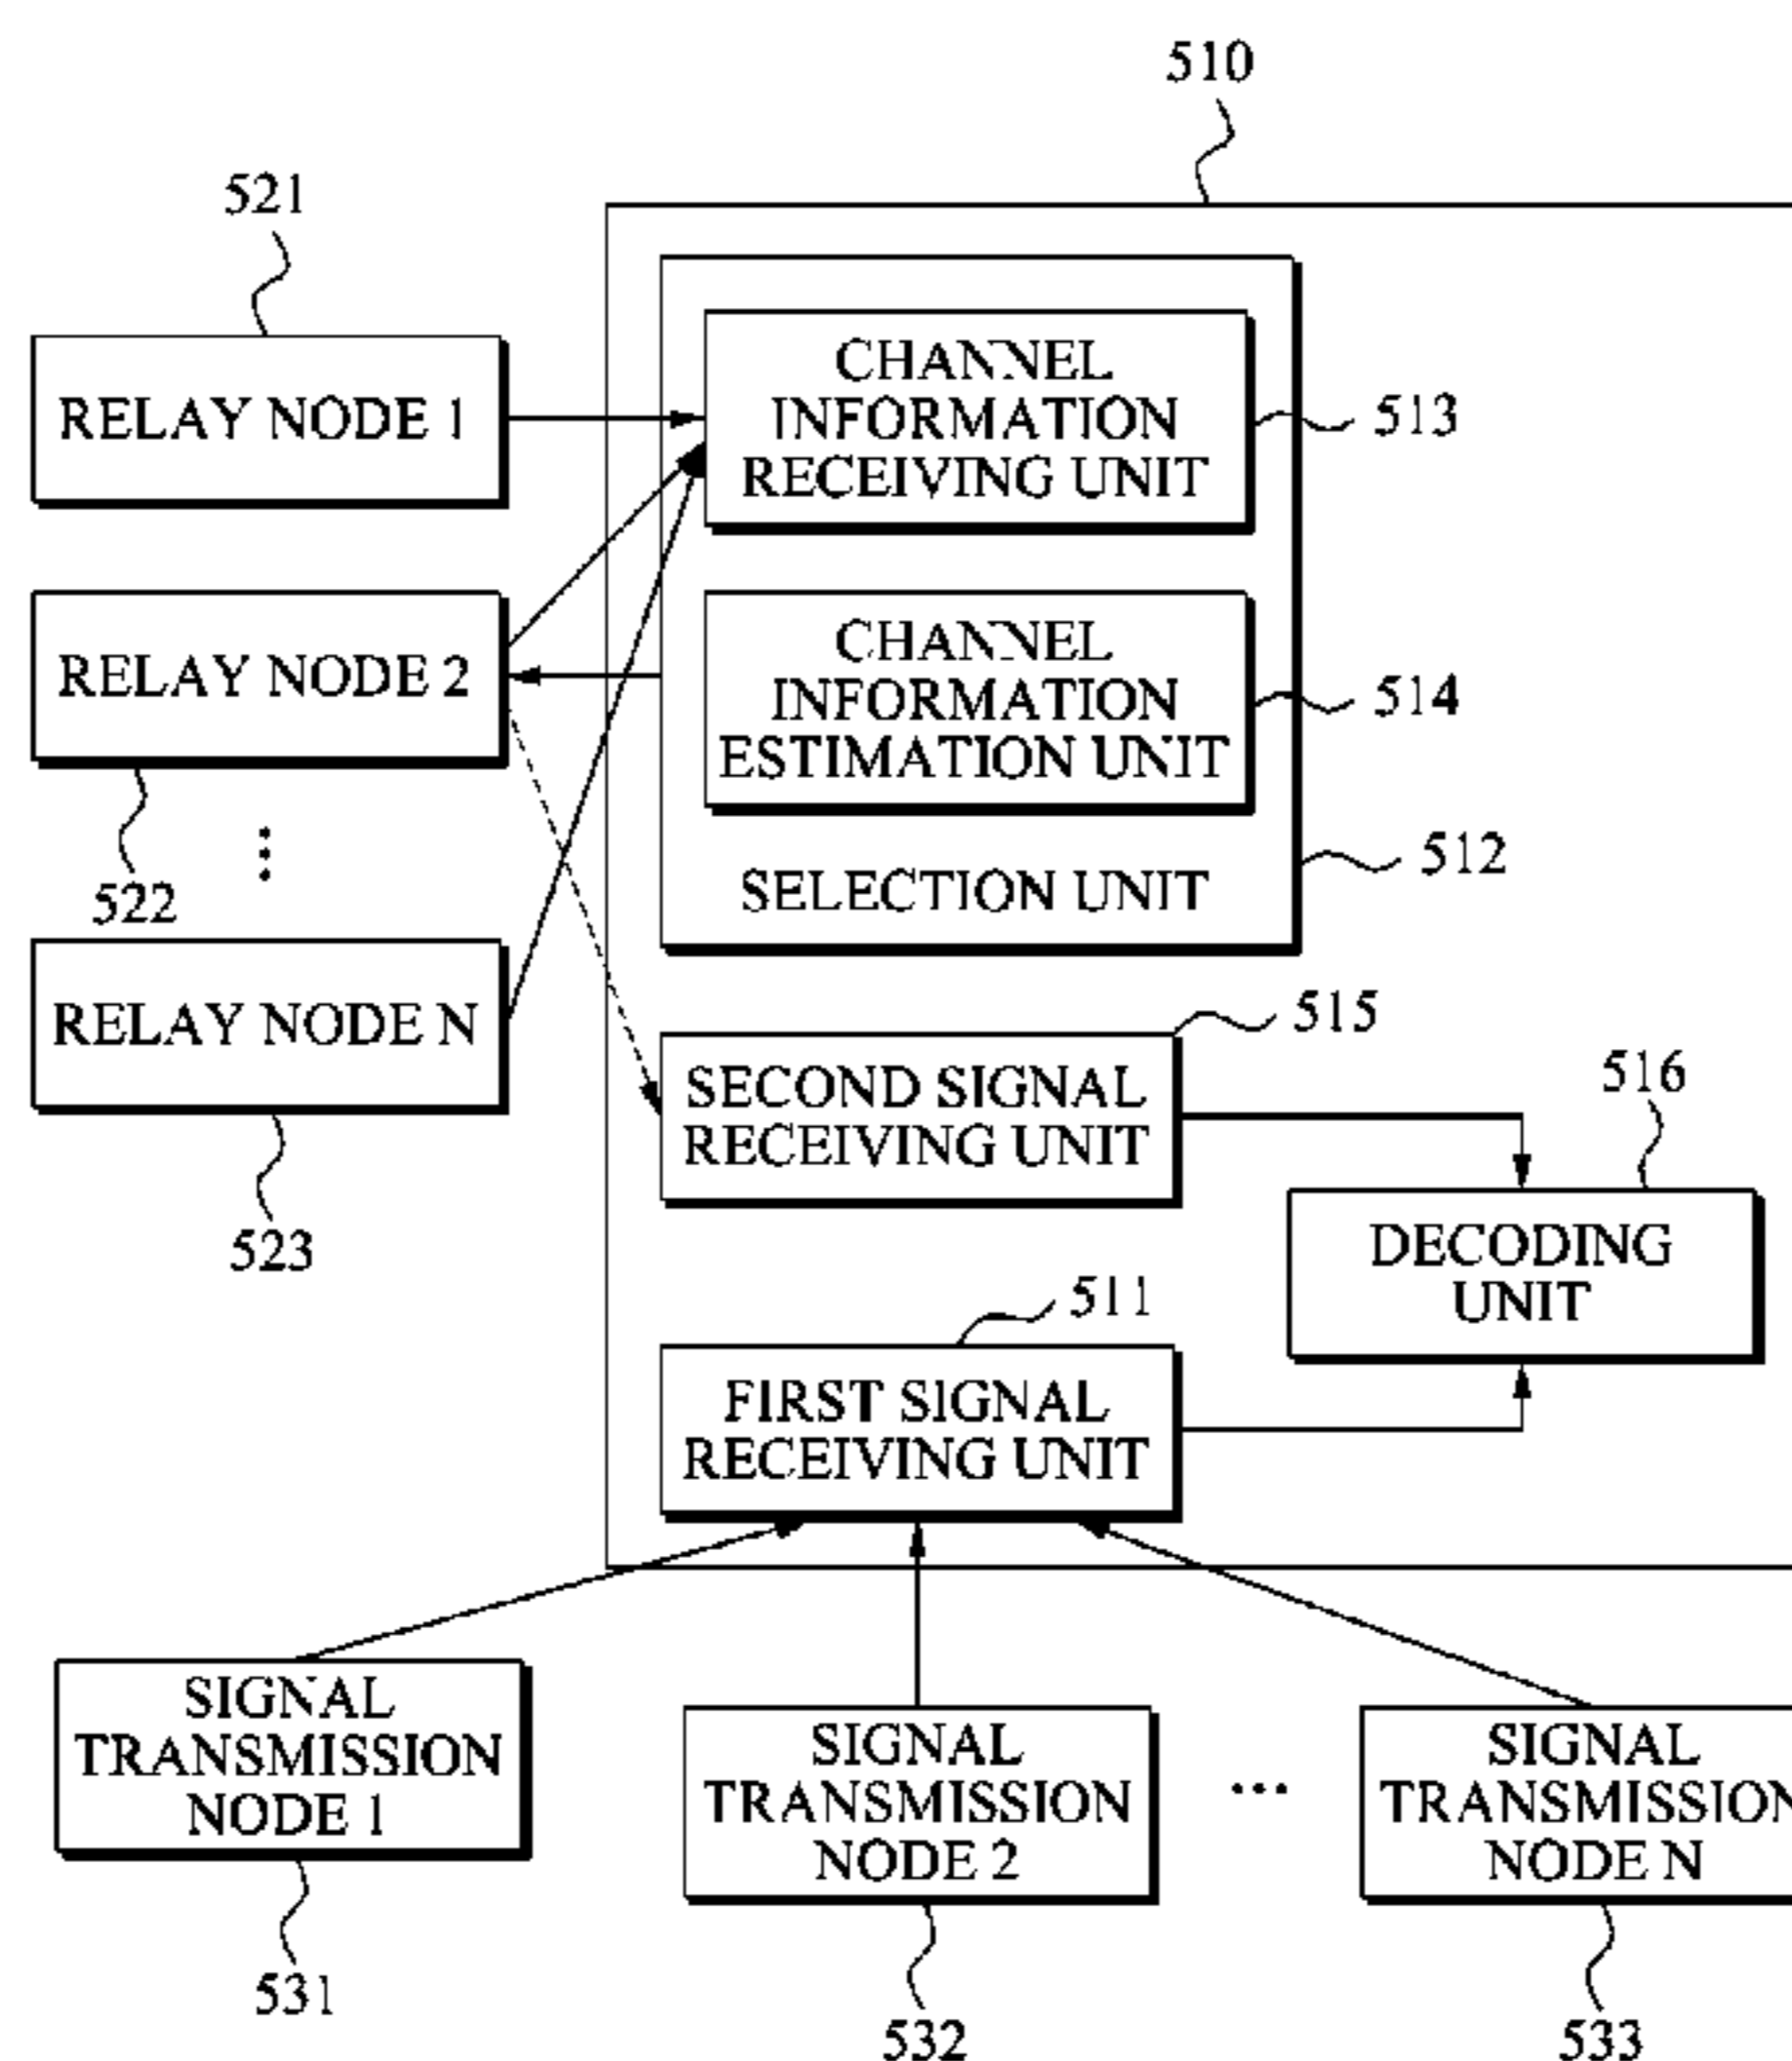 510
521
RELAY NODE 1
CHANNEL
INFORMATION
RECEIVING UNIT
513
RELAY NODE 2
522
CHANNEL
INFORMATION
ESTIMATION UNIT
514
SELECTION UNIT
512
RELAY NODE N
523
SECOND SIGNAL
RECEIVING UNIT
515
516
DECODING
UNIT
511
FIRST SIGNAL
RECEIVING UNIT
SIGNAL
TRANSMISSION
NODE 1
531
SIGNAL
TRANSMISSION
NODE 2
532
...
SIGNAL
TRANSMISSION
NODE N
533